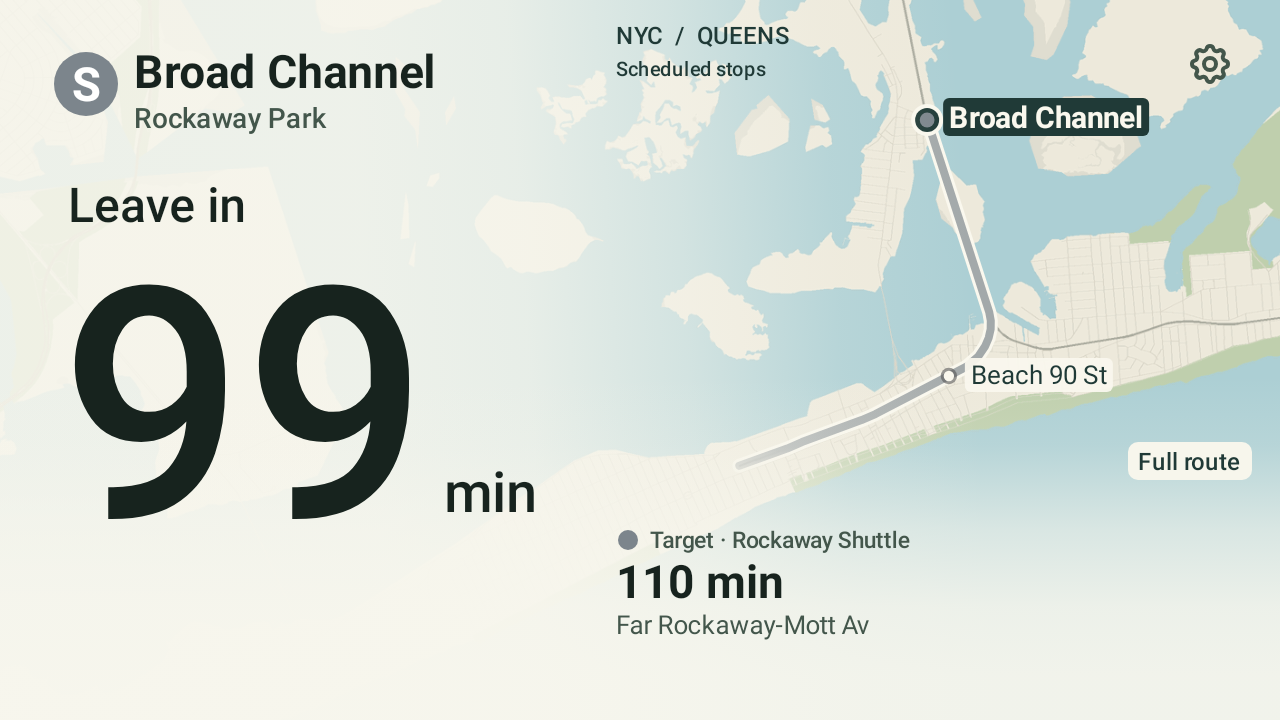 S
Broad Channel
Rockaway Park
Leave in
99 min
NYC / QUEENS
Scheduled stops
Broad Channel
Beach 90 St
Full route
Target · Rockaway Shuttle
110 min
Far Rockaway-Mott Av